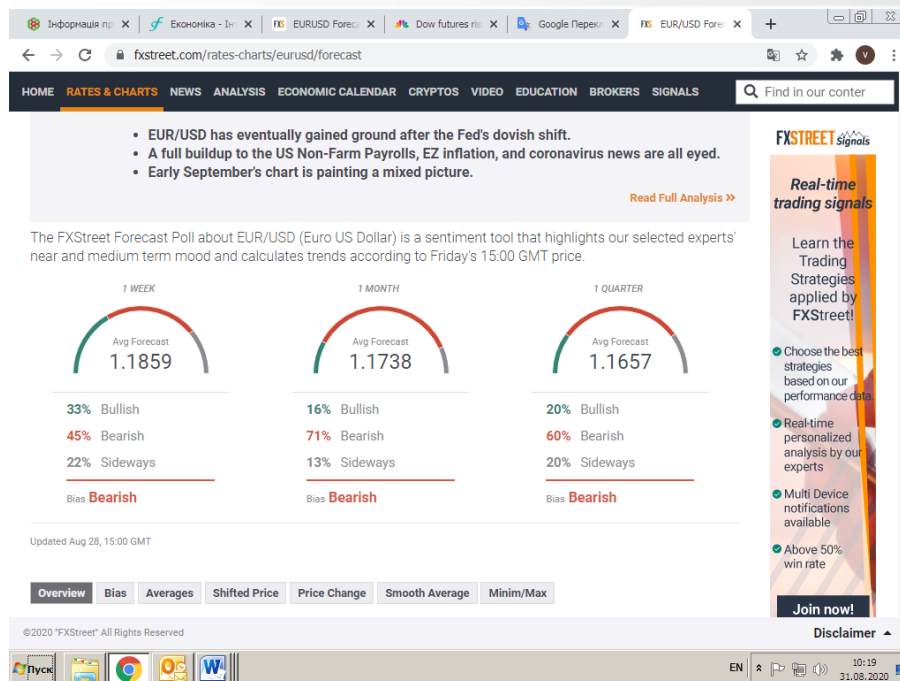 Інформація пр
Економіка - Ін
FXS EURUSD Foreca
Dow futures ris
Google Перекл
FXS EUR/USD Forec
fxstreet.com/rates-charts/eurusd/forecast
V
HOME RATES & CHARTS NEWS ANALYSIS ECONOMIC CALENDAR CRYPTOS VIDEO EDUCATION BROKERS SIGNALS
Find in our conter
• EUR/USD has eventually gained ground after the Fed's dovish shift.
• A full buildup to the US Non-Farm Payrolls, EZ inflation, and coronavirus news are all eyed.
• Early September's chart is painting a mixed picture.
Read Full Analysis »
The FXStreet Forecast Poll about EUR/USD (Euro US Dollar) is a sentiment tool that highlights our selected experts'
near and medium term mood and calculates trends according to Friday's 15:00 GMT price.
1 WEEK
Avg Forecast
1.1859
33% Bullish
45% Bearish
22% Sideways
Bias Bearish
1 MONTH
Avg Forecast
1.1738
16% Bullish
71% Bearish
13% Sideways
Bias Bearish
1 QUARTER
Avg Forecast
1.1657
20% Bullish
60% Bearish
20% Sideways
Bias Bearish
Updated Aug 28, 15:00 GMT
Overview Bias Averages Shifted Price Price Change Smooth Average Minim/Max
FXSTREET Signals
Real-time
trading signals
Learn the
Trading
Strategies
applied by
FXStreet!
Choose the best
strategies
based on our
performance data.
Real-time
personalized
analysis by our
experts
Multi Device
notifications
available
Above 50%
win rate
Join now!
©2020 "FXStreet" All Rights Reserved
Disclaimer
Пуск
EN
10:19
31.08.2020